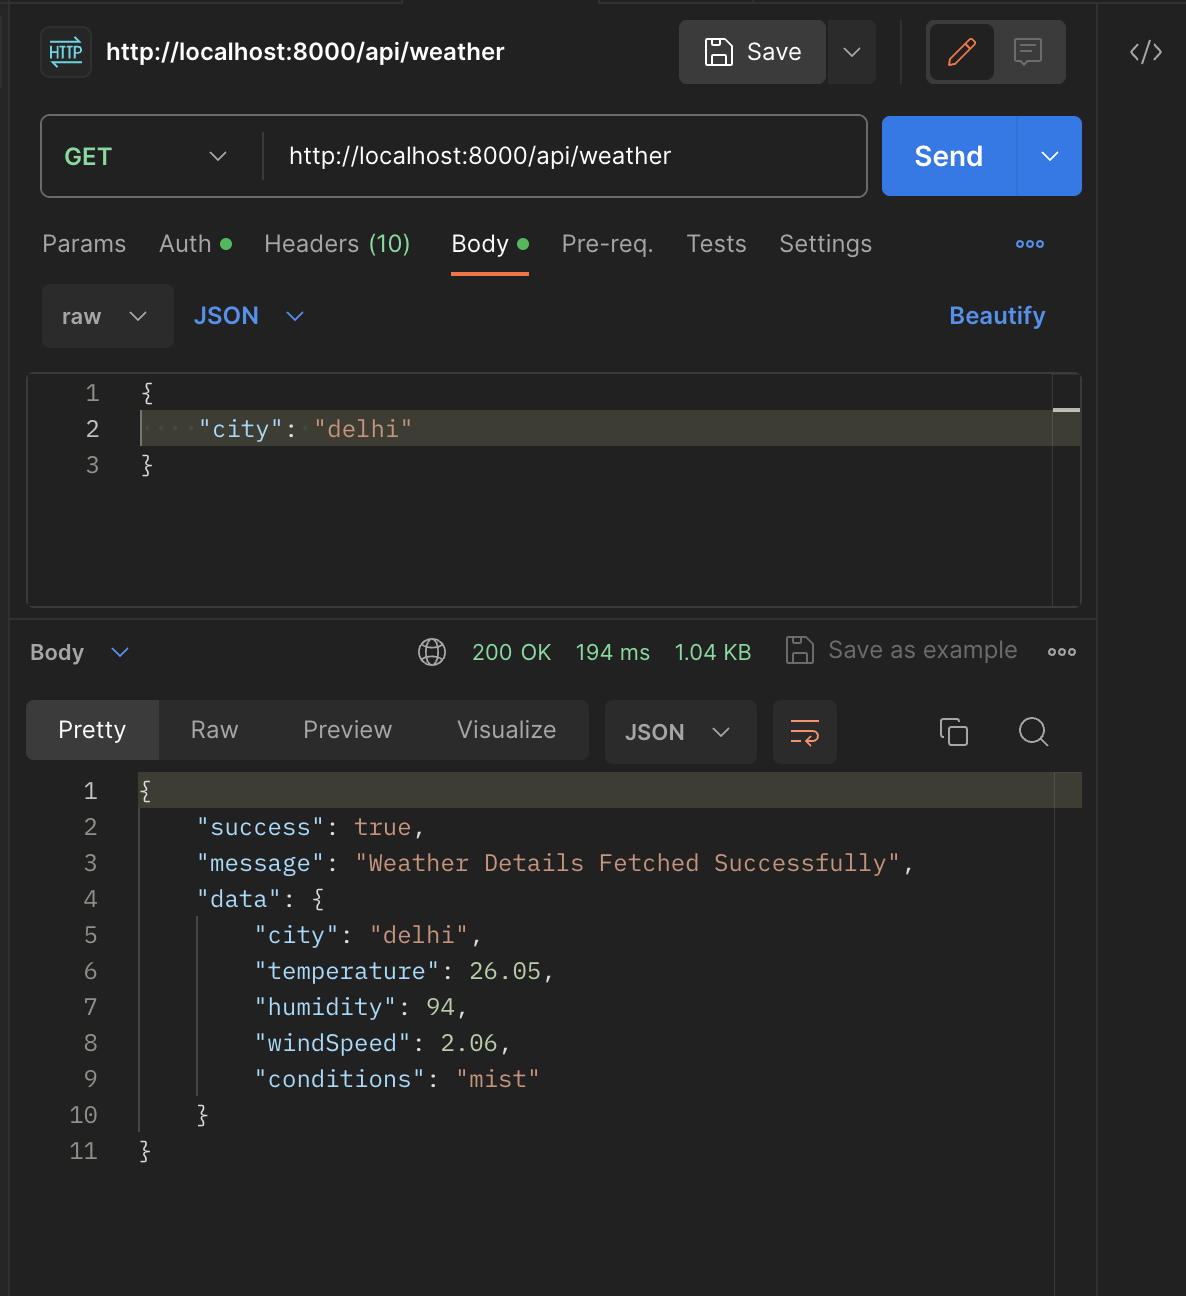 HTTP http://localhost:8000/api/weather Save </>
GET http://localhost:8000/api/weather Send
Params Auth Headers (10) Body Pre-req. Tests Settings
raw JSON Beautify
1 {
2 "city": "delhi"
3 }
Body 200 OK 194 ms 1.04 KB Save as example
Pretty Raw Preview Visualize JSON
1 {
2 "success": true,
3 "message": "Weather Details Fetched Successfully",
4 "data": {
5 "city": "delhi",
6 "temperature": 26.05,
7 "humidity": 94,
8 "windSpeed": 2.06,
9 "conditions": "mist"
10 }
11 }